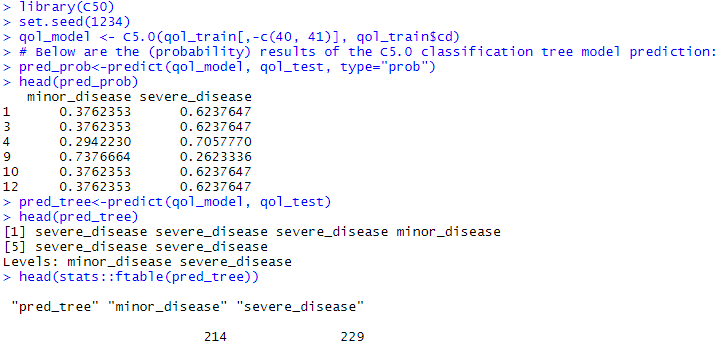 > library(C50)
> set.seed(1234)
> qol_model <- C5.0(qol_train[,-c(40, 41)], qol_train$cd)
> # Below are the (probability) results of the C5.0 classification tree model prediction:
> pred_prob<-predict(qol_model, qol_test, type="prob")
> head(pred_prob)
   minor_disease severe_disease
1      0.3762353      0.6237647
3      0.3762353      0.6237647
4      0.2942230      0.7057770
9      0.7376664      0.2623336
10     0.3762353      0.6237647
12     0.3762353      0.6237647
> pred_tree<-predict(qol_model, qol_test)
> head(pred_tree)
[1] severe_disease severe_disease severe_disease minor_disease
[5] severe_disease severe_disease
Levels: minor_disease severe_disease
> head(stats::ftable(pred_tree))
 "pred_tree" "minor_disease" "severe_disease"
                         214              229